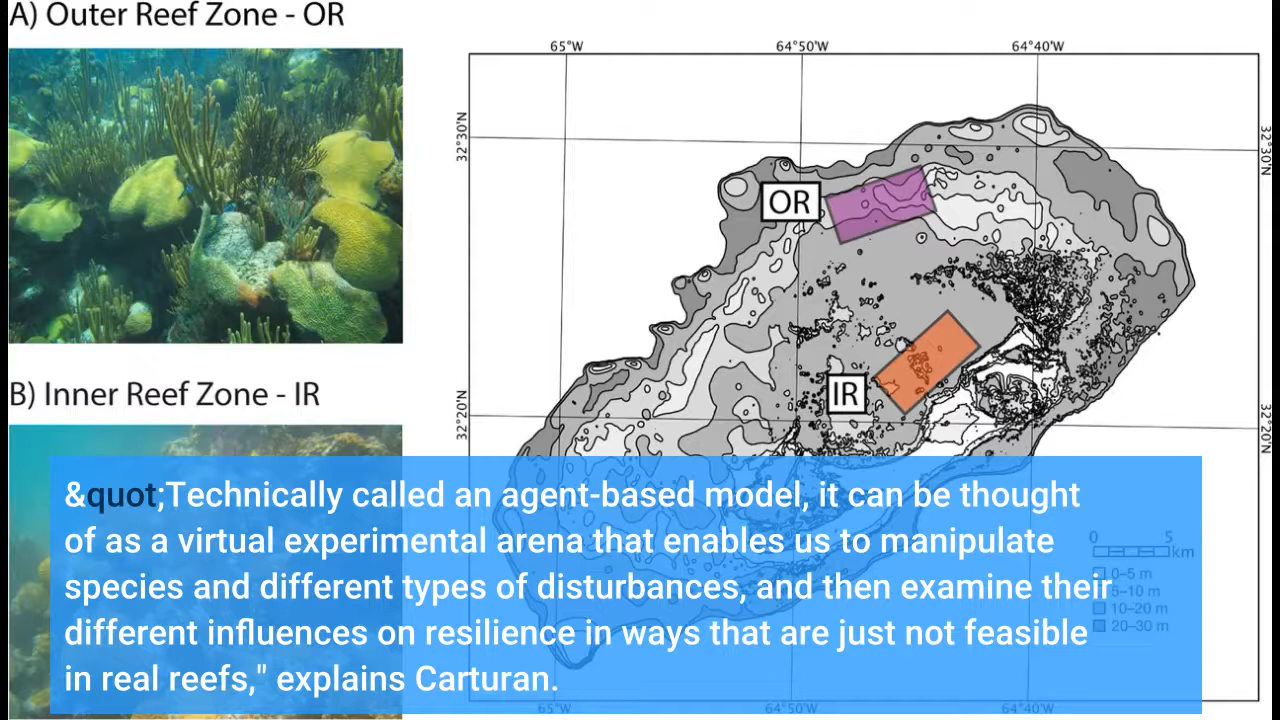 A) Outer Reef Zone - OR
65°W
64°50'W
64°40'W
32°30'N
32°30'N
OR
IR
B) Inner Reef Zone - IR
32°20'N
32°20'N
&quot;Technically called an agent-based model, it can be thought
of as a virtual experimental arena that enables us to manipulate
species and different types of disturbances, and then examine their
different influences on resilience in ways that are just not feasible
in real reefs," explains Carturan.
0 5
km
0–5 m
5–10 m
10–20 m
20–30 m
65°W
64°50'W
64°40'W